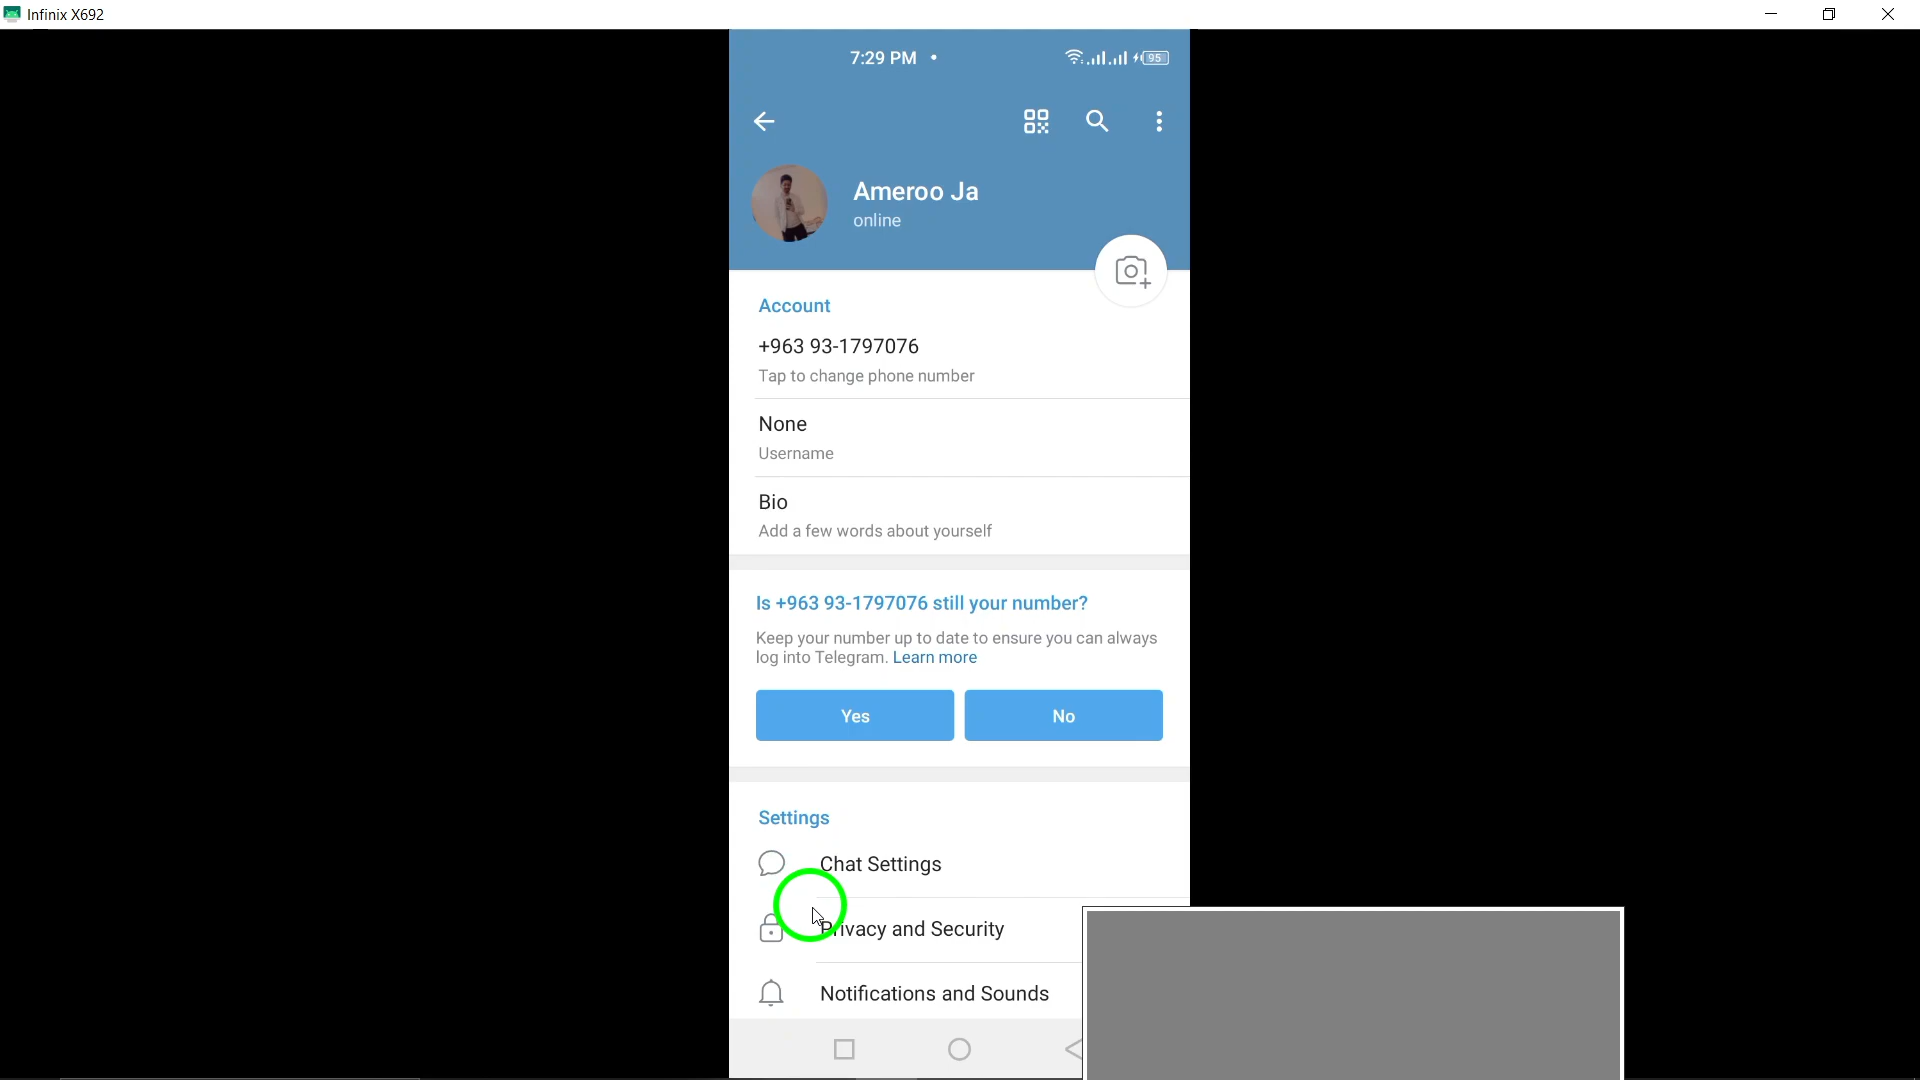 Infinix X692
7:29 PM •
95
Ameroo Ja
online
Account
+963 93-1797076
Tap to change phone number
None
Username
Bio
Add a few words about yourself
Is +963 93-1797076 still your number?
Keep your number up to date to ensure you can always
log into Telegram. Learn more
Yes No
Settings
Chat Settings
Privacy and Security
Notifications and Sounds